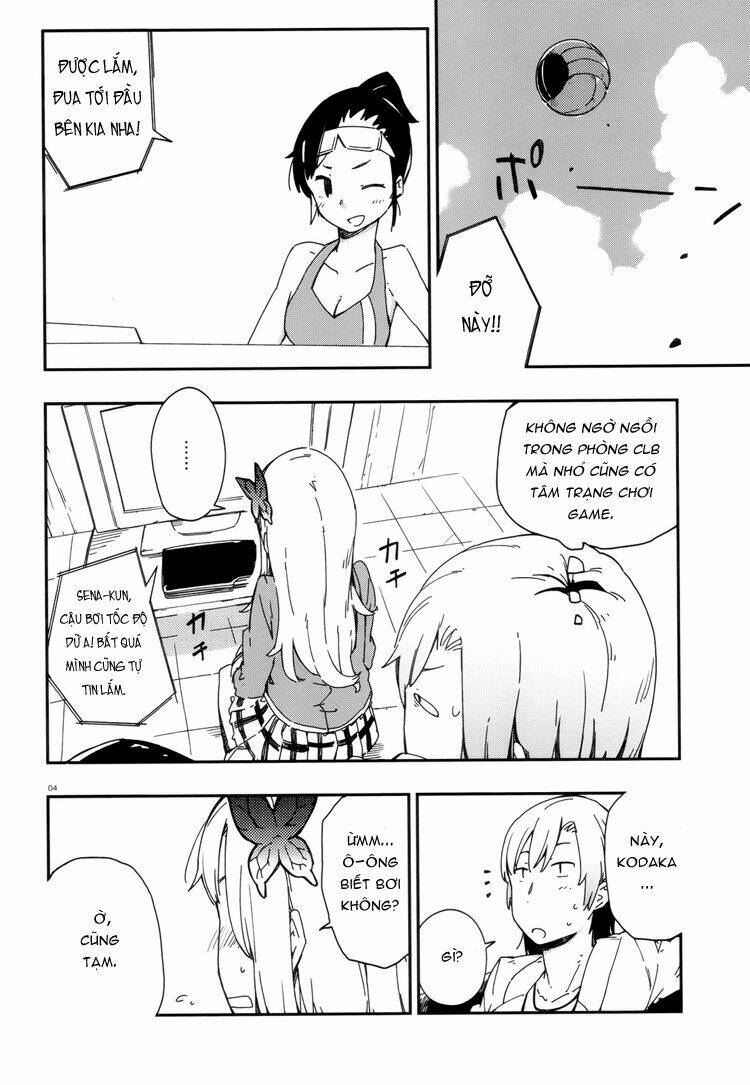 ポ
ĐỠ
NÀY!!
ĐƯỢC LẮM,
ĐUA TỚI ĐẦU
BÊN KIA NHA!
KHÔNG NGỜ NGỒI
TRONG PHÒNG CLB
MÀ NHỎ CŨNG CÓ
TÂM TRẠNG CHƠI
GAME.
......
カチ
カチ
SENA-KUN,
CẬU BƠI TỐC ĐỘ
DỮ A! BẤT QUÁ
MÌNH CŨNG TỰ
TIN LẮM.
04
NÀY,
KODAKA
...
GÌ?
ỪMM...
Ô-ÔNG
BIẾT BƠI
KHÔNG?
Ờ,
CŨNG
TẠM.